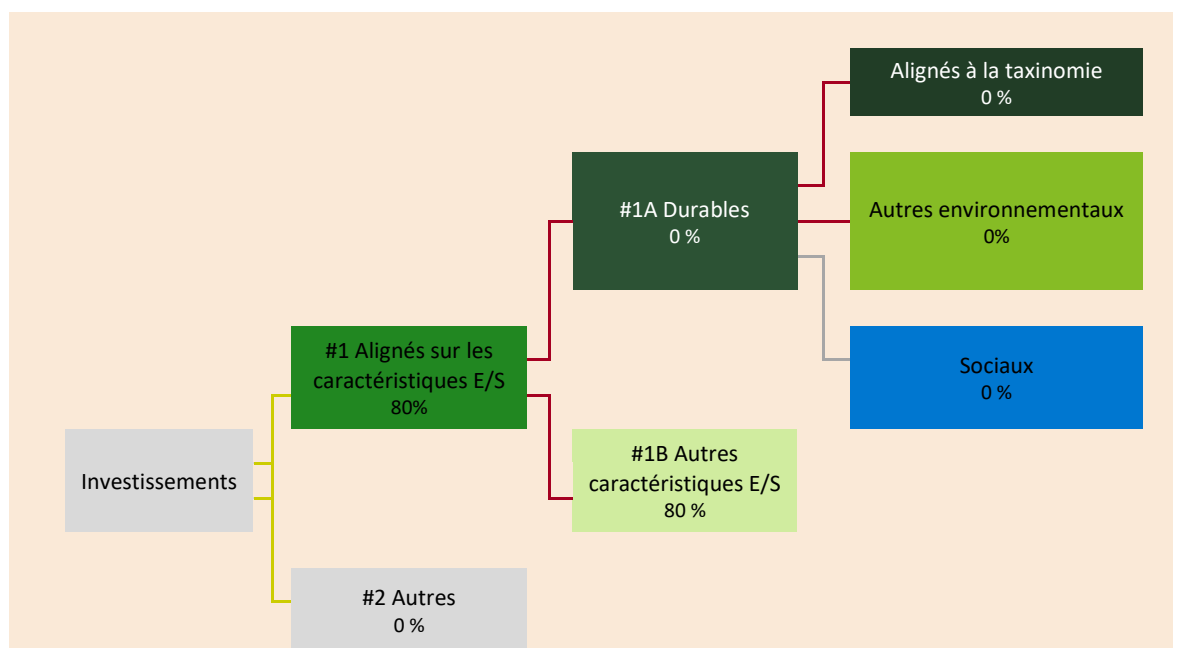 Alignés à la taxinomie
0 %
#1A Durables
0 %
Autres environnementaux
0%
#1 Alignés sur les
caractéristiques E/S
80%
Sociaux
0 %
Investissements
#1B Autres
caractéristiques E/S
80 %
#2 Autres
0 %